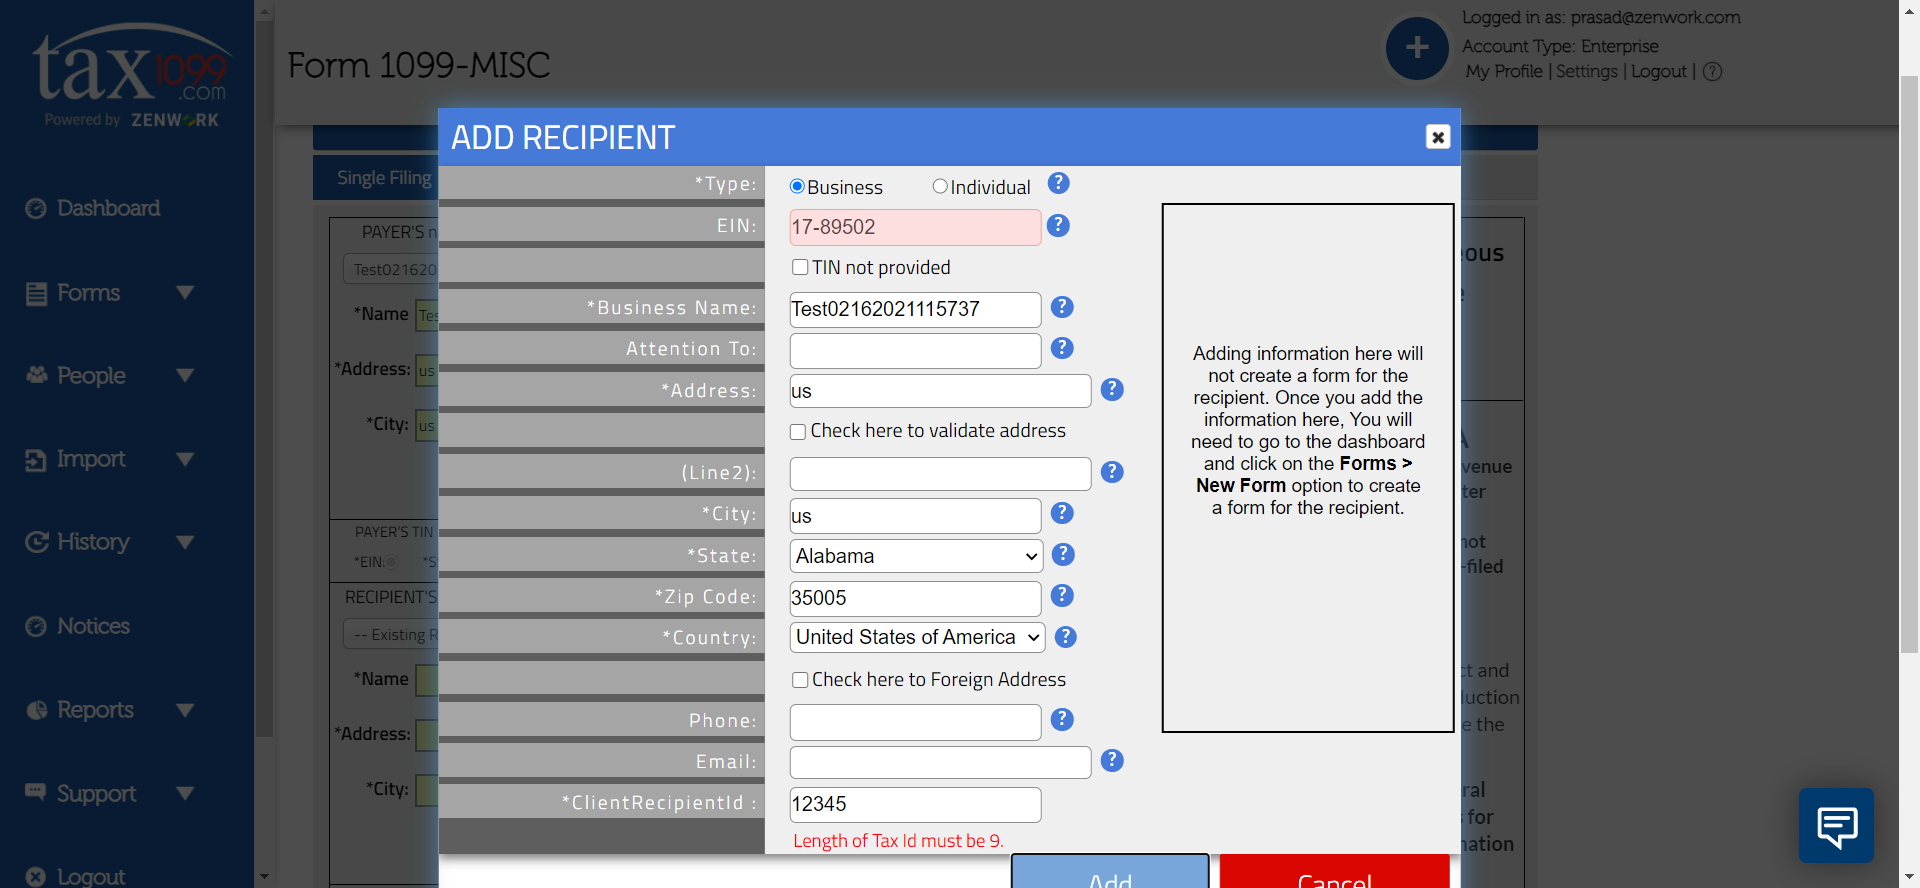 tax1099
.com
Powered by ZENWORK
Form 1099-MISC
+
Logged in as: prasad@zenwork.com
Account Type: Enterprise
My Profile | Settings | Logout | ?
Dashboard
Forms
People
Import
History
Notices
Reports
Support
Logout
Single Filing
PAYER'S n
Test021620
*Name Tes
*Address: us
*City: us
PAYER'S TIN
*EIN: *S
RECIPIENT'S
-- Existing R
*Name
*Address:
*City:
ADD RECIPIENT
*Type: Business Individual ?
EIN: 17-89502 ?
TIN not provided
*Business Name: Test02162021115737 ?
Attention To: ?
*Address: us ?
Check here to validate address
(Line2): ?
*City: us ?
*State: Alabama ?
*Zip Code: 35005 ?
*Country: United States of America ?
Check here to Foreign Address
Phone: ?
Email: ?
*ClientRecipientId : 12345
Length of Tax Id must be 9.
Add Cancel
Adding information here will
not create a form for the
recipient. Once you add the
information here, You will
need to go to the dashboard
and click on the Forms >
New Form option to create
a form for the recipient.
ous
venue
ter
not
-filed
ct and
luction
e the
ral
for
nation